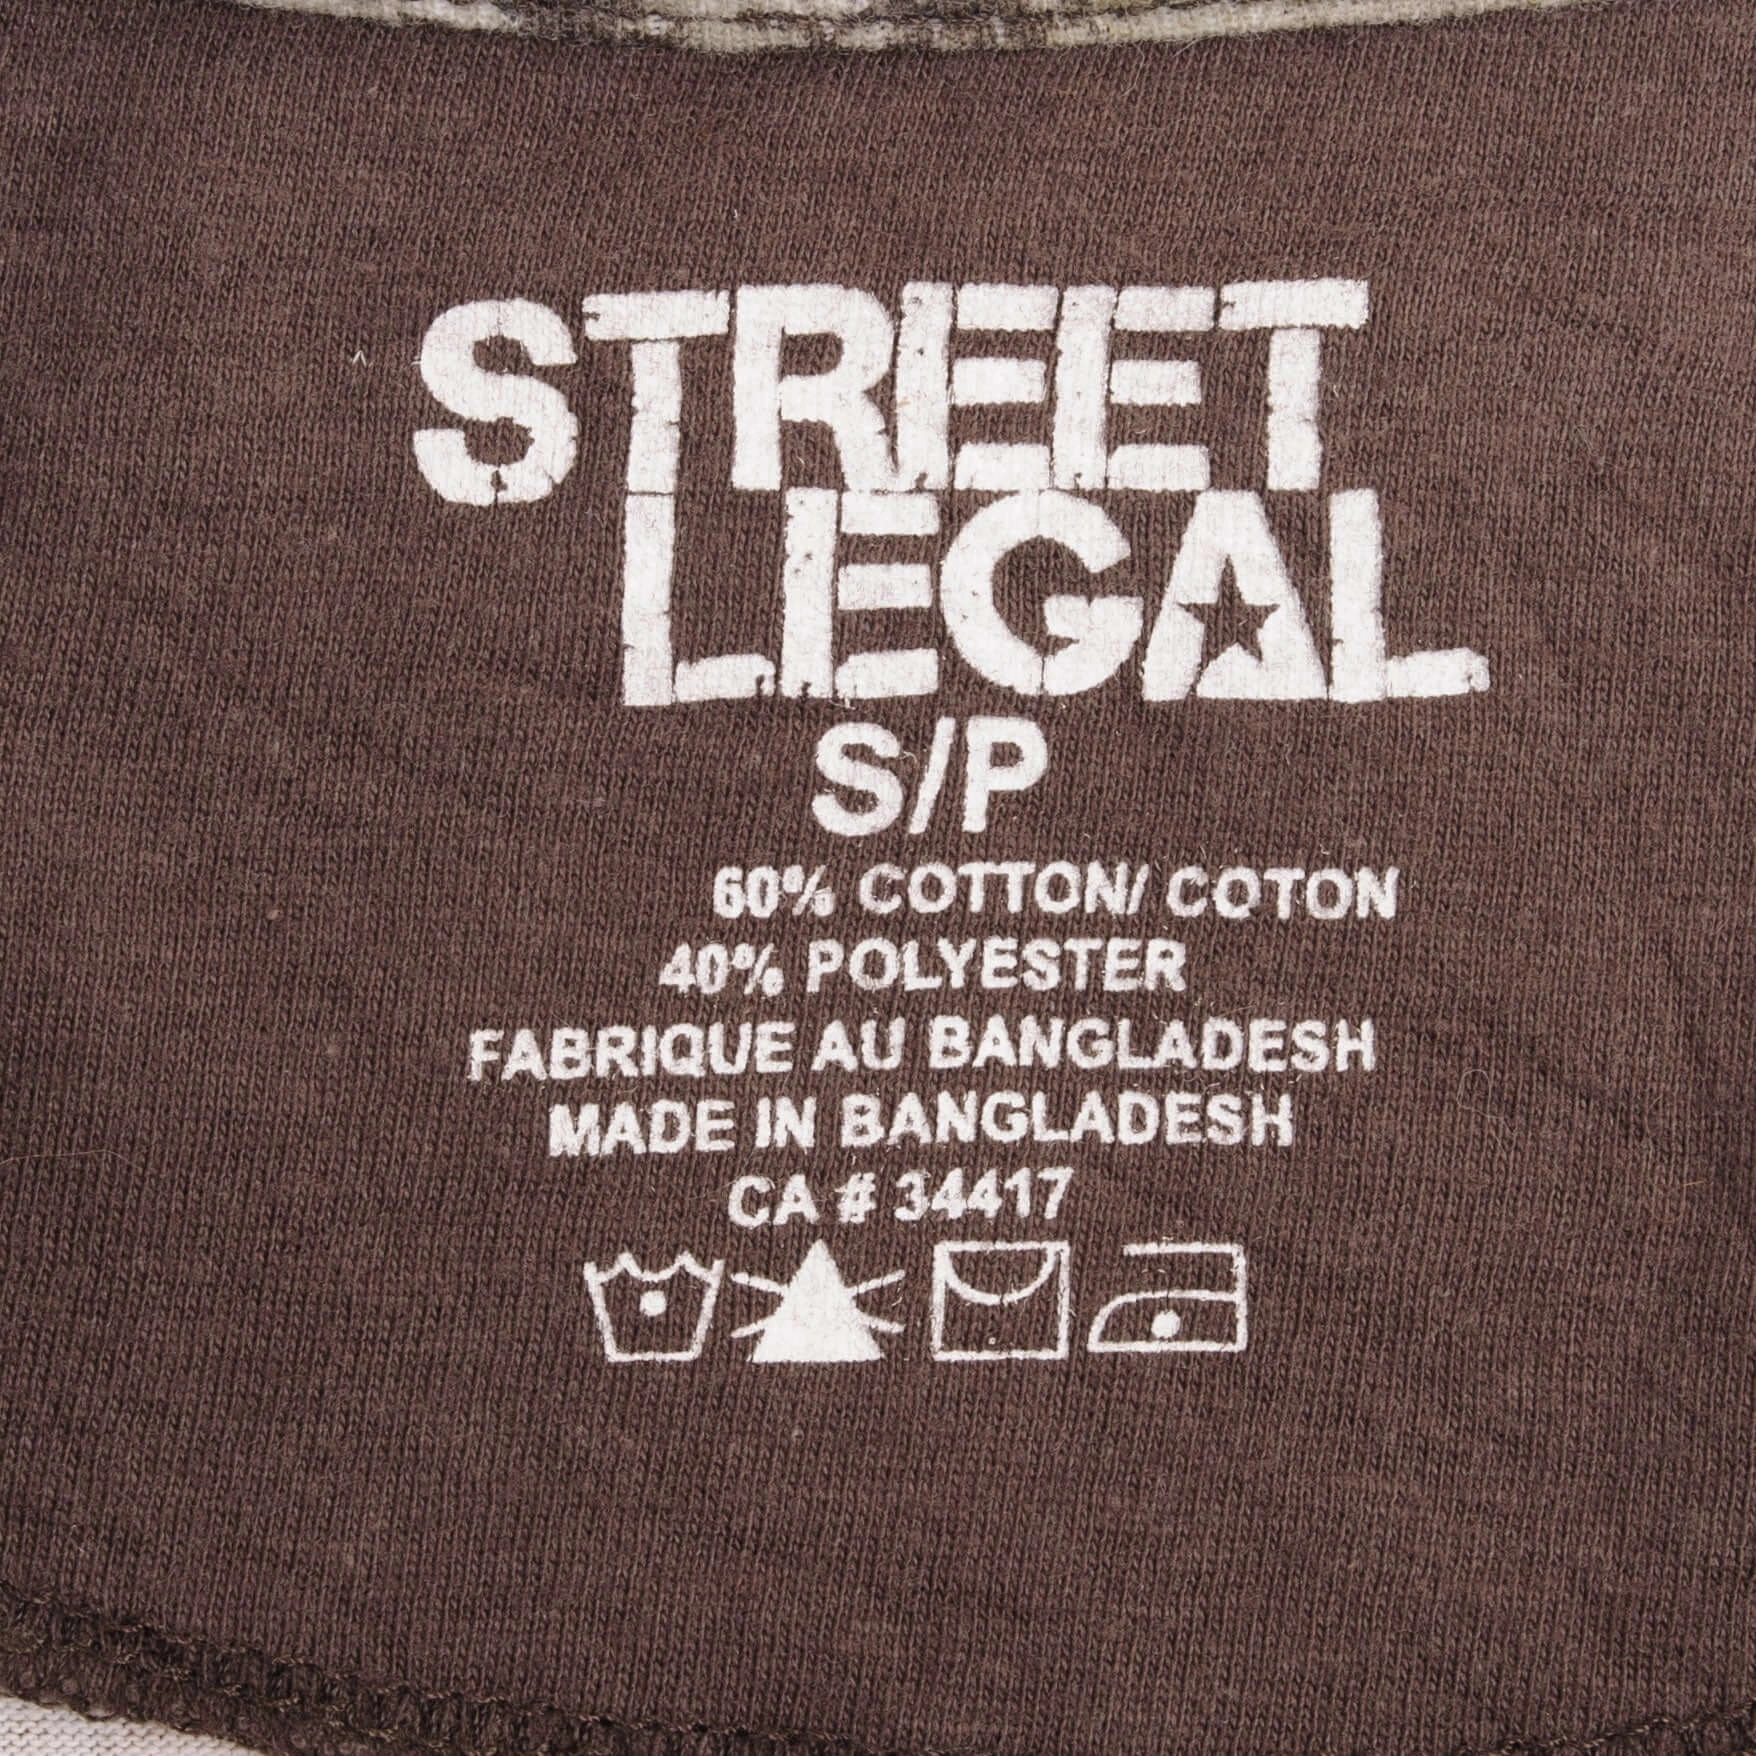 STREET
LEGAL
S/P
60% COTTON/ COTON
40% POLYESTER
FABRIQUE AU BANGLADESH
MADE IN BANGLADESH
CA # 34417